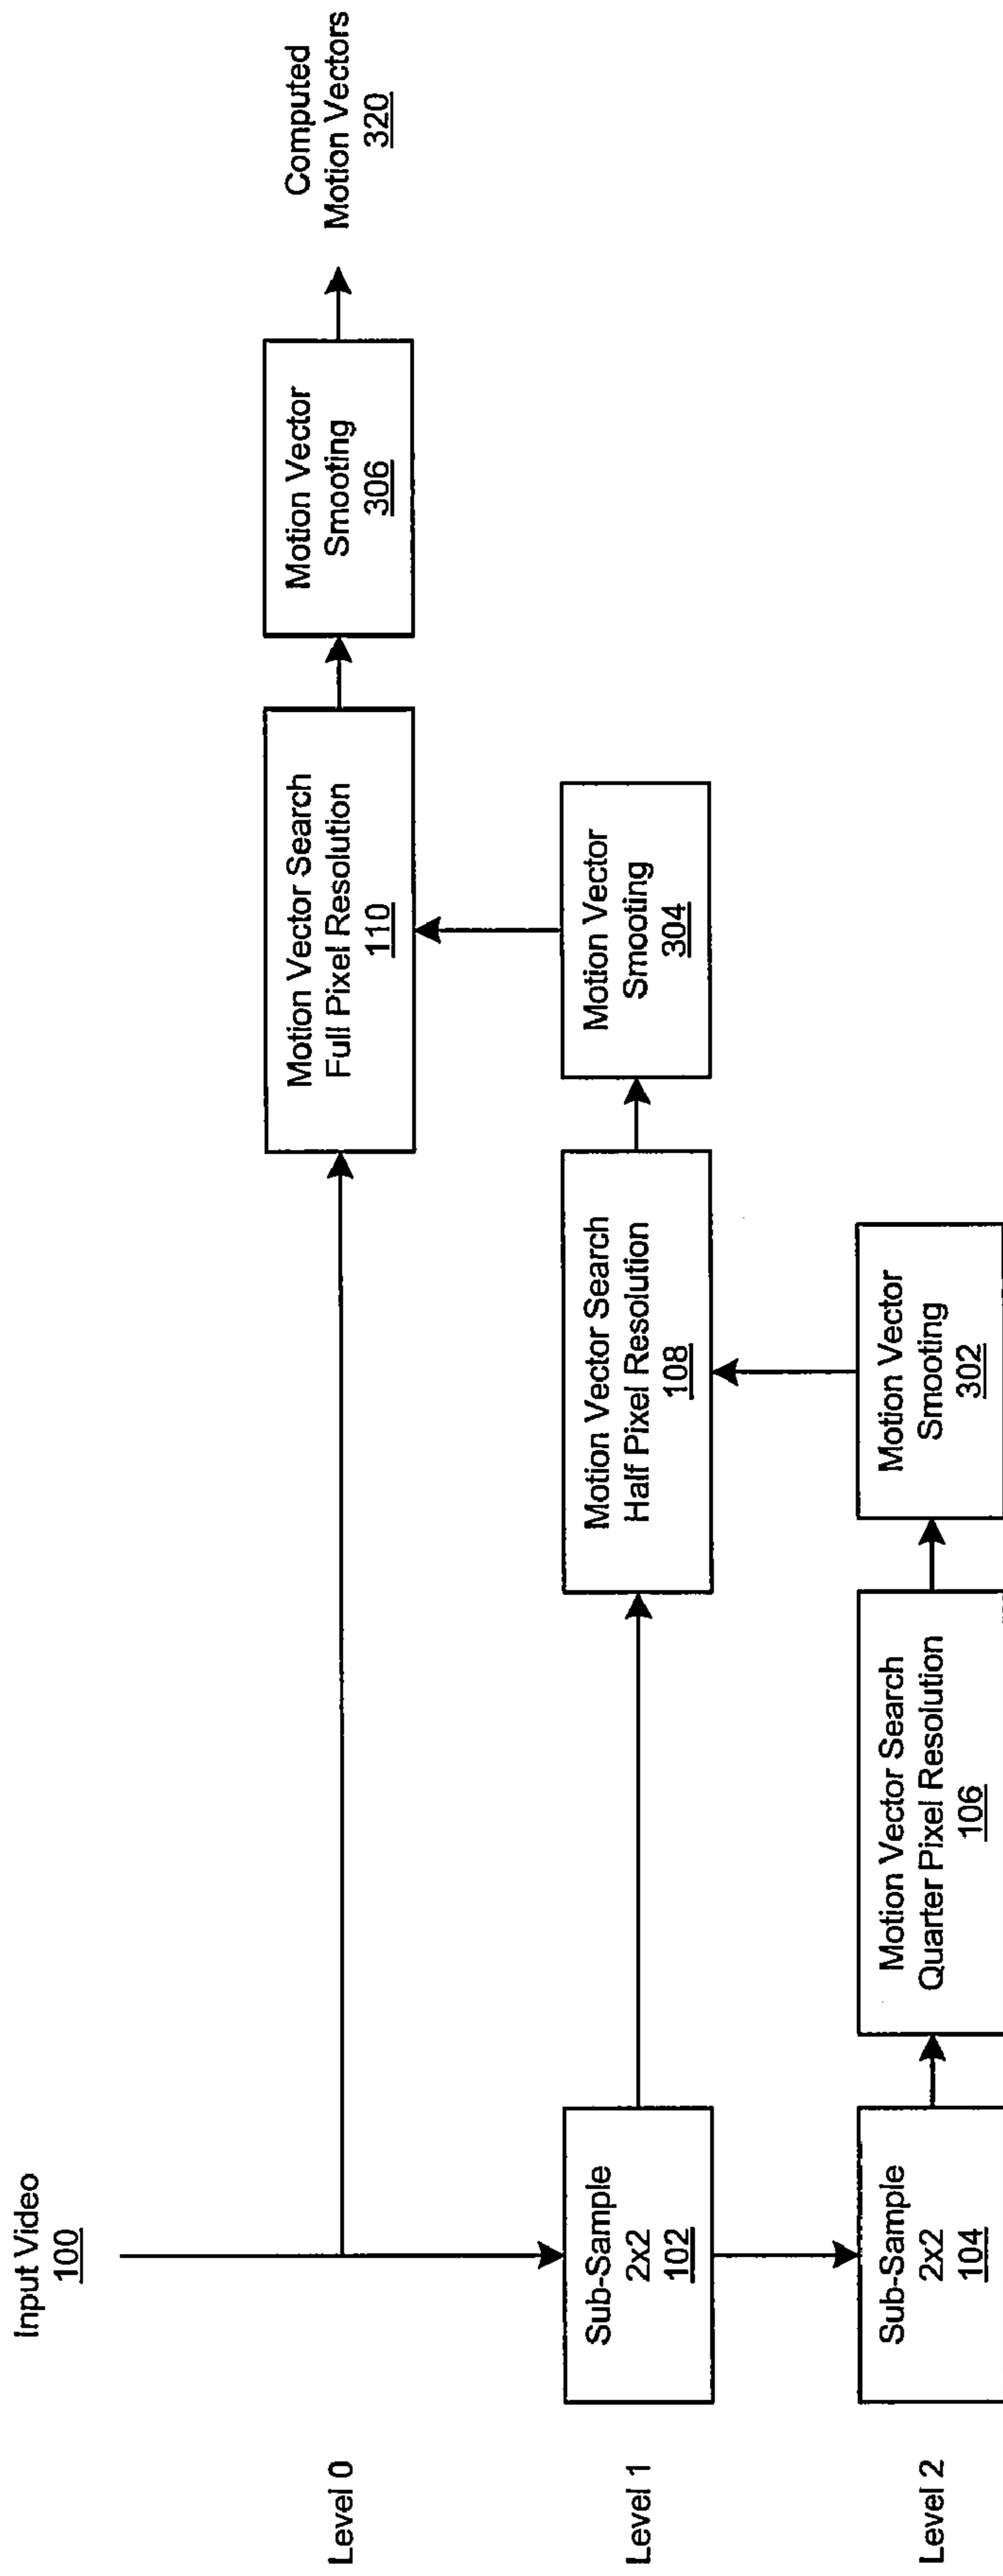 Input Video
100
Level 0
Motion Vector Search
Full Pixel Resolution
110
Motion Vector
Smooting
306
Computed
Motion Vectors
320
Level 1
Sub-Sample
2x2
102
Motion Vector Search
Half Pixel Resolution
108
Motion Vector
Smooting
304
Level 2
Sub-Sample
2x2
104
Motion Vector Search
Quarter Pixel Resolution
106
Motion Vector
Smooting
302